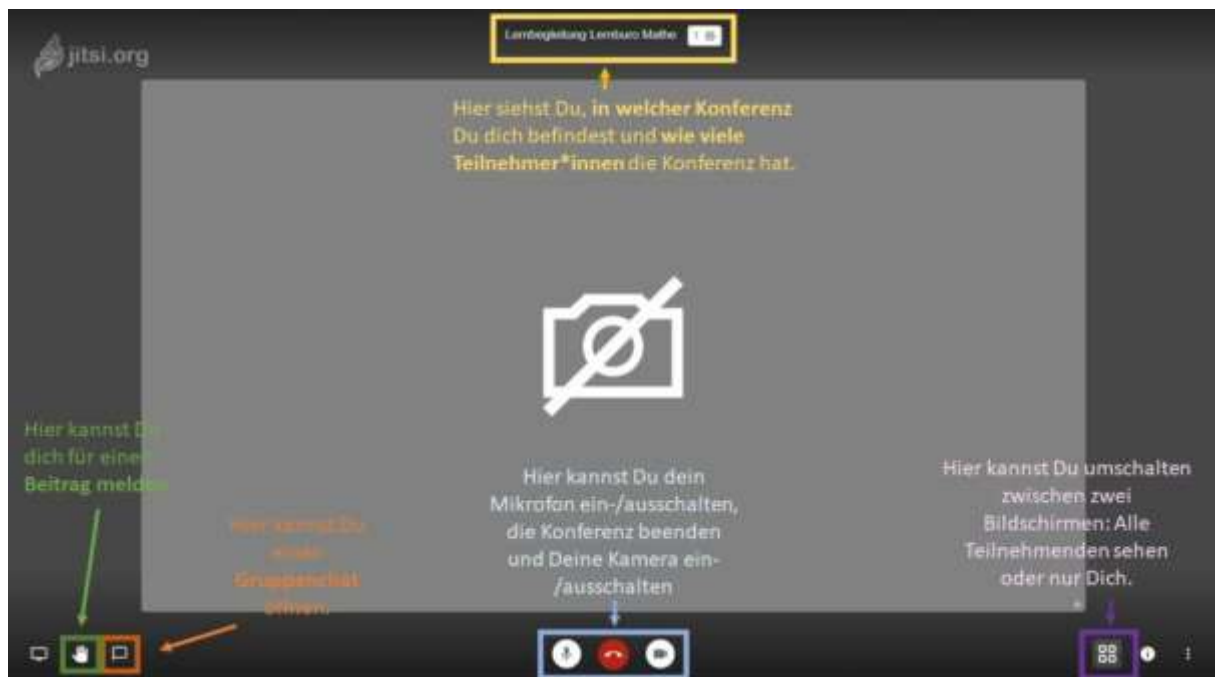 jitsi.org
Lernbegleitung Lernbüro Mathe 1
Hier siehst Du, in welcher Konferenz
Du dich befindest und wie viele
Teilnehmer*innen die Konferenz hat.
Hier kannst Du
dich für einen
Beitrag melden
Hier kannst Du
einen
Gruppenchat
öffnen.
Hier kannst Du dein
Mikrofon ein-/ausschalten,
die Konferenz beenden
und Deine Kamera ein-
/ausschalten
Hier kannst Du umschalten
zwischen zwei
Bildschirmen: Alle
Teilnehmenden sehen
oder nur Dich.